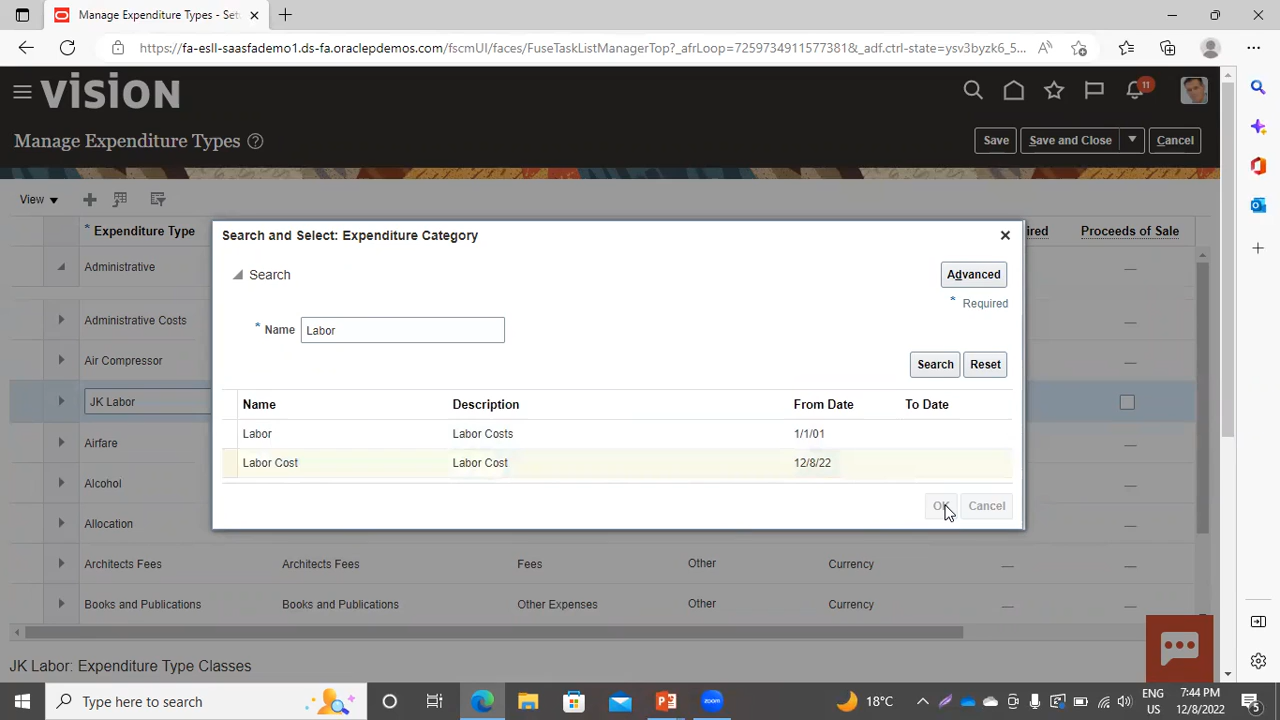 Manage Expenditure Types - Setu
https://fa-esll-saasfademo1.ds-fa.oraclepdemos.com/fscmUI/faces/FuseTaskListManagerTop?_afrLoop=7259734911577381&_adf.ctrl-state=ysv3byzk6_5...
VISION
11
Manage Expenditure Types ?
Save Save and Close Cancel
View
* Expenditure Type Proceeds of Sale
Administrative
Administrative Costs
Air Compressor
JK Labor
Airfare
Alcohol
Allocation
Search and Select: Expenditure Category
Search
Advanced
* Required
* Name Labor
Search Reset
Name Description From Date To Date
Labor Labor Costs 1/1/01
Labor Cost Labor Cost 12/8/22
OK Cancel
Architects Fees Architects Fees Fees Other Currency
Books and Publications Books and Publications Other Expenses Other Currency
JK Labor: Expenditure Type Classes
Type here to search
18°C
ENG
US
7:44 PM
12/8/2022
5